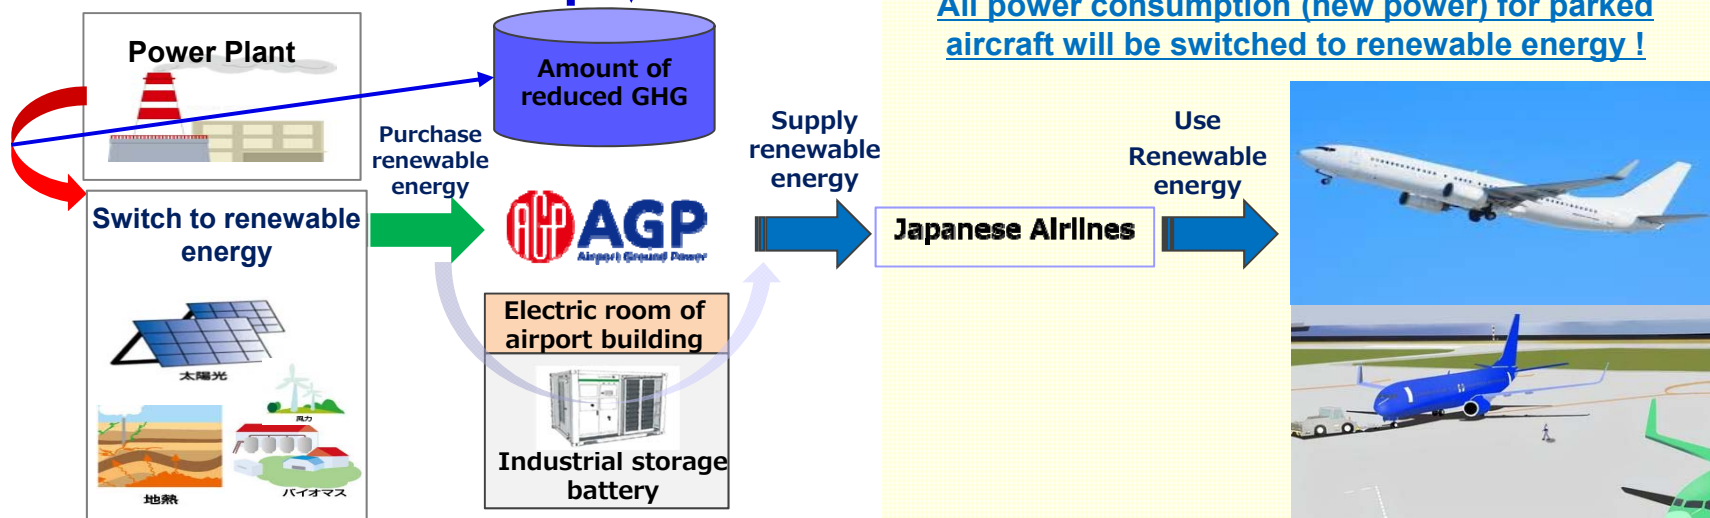 All power consumption (new power) for parked
aircraft will be switched to renewable energy !
Power Plant
Amount of
reduced GHG
Purchase
renewable
energy
Supply
renewable
energy
Use
Renewable
energy
Switch to renewable
energy
AGP
AGP
Airport Ground Power
Japanese Airlines
Electric room of
airport building
太陽光
風力
地熱
バイオマス
Industrial storage
battery